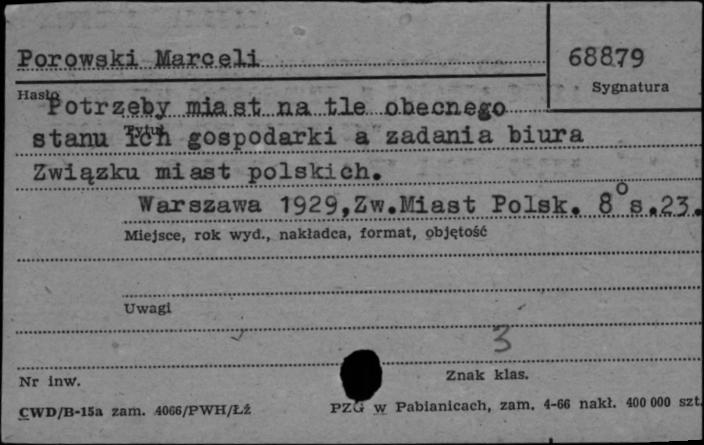 Porowski Marceli
68879
Sygnatura
Hasło
Potrzeby miast na tle obecnego
Tytuł
stanu ich gospodarki a zadania biura
Związku miast polskich.
Warszawa 1929,Zw.Miast Polsk. 8° s.23.
Miejsce, rok wyd., nakładca, format, objętość
Uwagi
3
Nr inw.
Znak klas.
CWD/B-15a zam. 4066/PWH/Łż
PZG w Pabianicach, zam. 4-66 nakł. 400 000 szt.